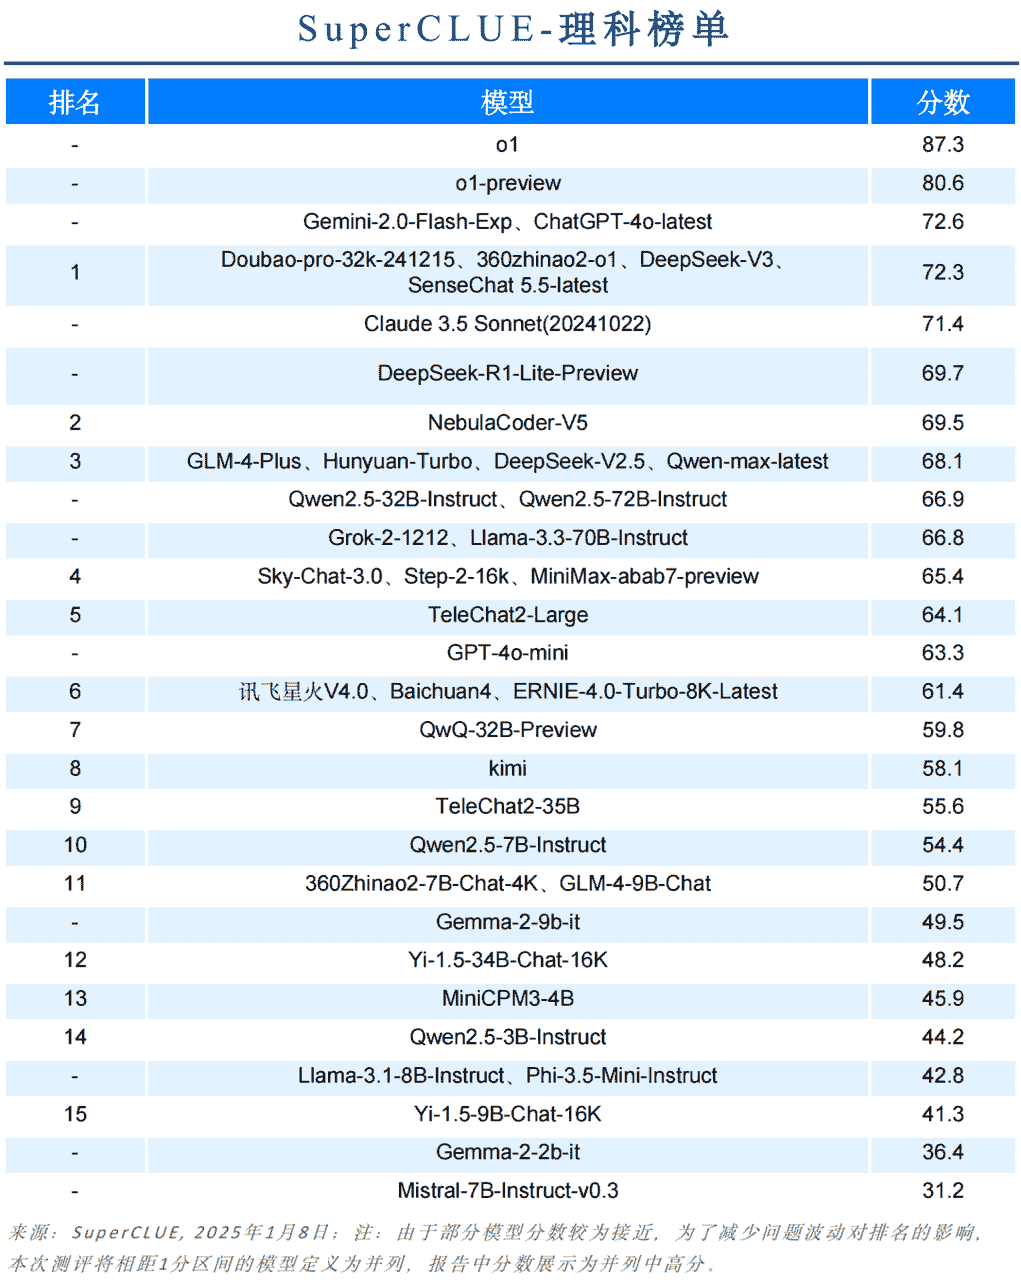 SuperCLUE-理科榜单
排名 模型 分数
- o1 87.3
- o1-preview 80.6
- Gemini-2.0-Flash-Exp、ChatGPT-4o-latest 72.6
1 Doubao-pro-32k-241215、360zhinao2-o1、DeepSeek-V3、
SenseChat 5.5-latest 72.3
- Claude 3.5 Sonnet(20241022) 71.4
- DeepSeek-R1-Lite-Preview 69.7
2 NebulaCoder-V5 69.5
3 GLM-4-Plus、Hunyuan-Turbo、DeepSeek-V2.5、Qwen-max-latest 68.1
- Qwen2.5-32B-Instruct、Qwen2.5-72B-Instruct 66.9
- Grok-2-1212、Llama-3.3-70B-Instruct 66.8
4 Sky-Chat-3.0、Step-2-16k、MiniMax-abab7-preview 65.4
5 TeleChat2-Large 64.1
- GPT-4o-mini 63.3
6 讯飞星火V4.0、Baichuan4、ERNIE-4.0-Turbo-8K-Latest 61.4
7 QwQ-32B-Preview 59.8
8 kimi 58.1
9 TeleChat2-35B 55.6
10 Qwen2.5-7B-Instruct 54.4
11 360Zhinao2-7B-Chat-4K、GLM-4-9B-Chat 50.7
- Gemma-2-9b-it 49.5
12 Yi-1.5-34B-Chat-16K 48.2
13 MiniCPM3-4B 45.9
14 Qwen2.5-3B-Instruct 44.2
- Llama-3.1-8B-Instruct、Phi-3.5-Mini-Instruct 42.8
15 Yi-1.5-9B-Chat-16K 41.3
- Gemma-2-2b-it 36.4
- Mistral-7B-Instruct-v0.3 31.2
来源：SuperCLUE, 2025年1月8日；注：由于部分模型分数较为接近，为了减少问题波动对排名的影响，
本次测评将相距1分区间的模型定义为并列，报告中分数展示为并列中高分。